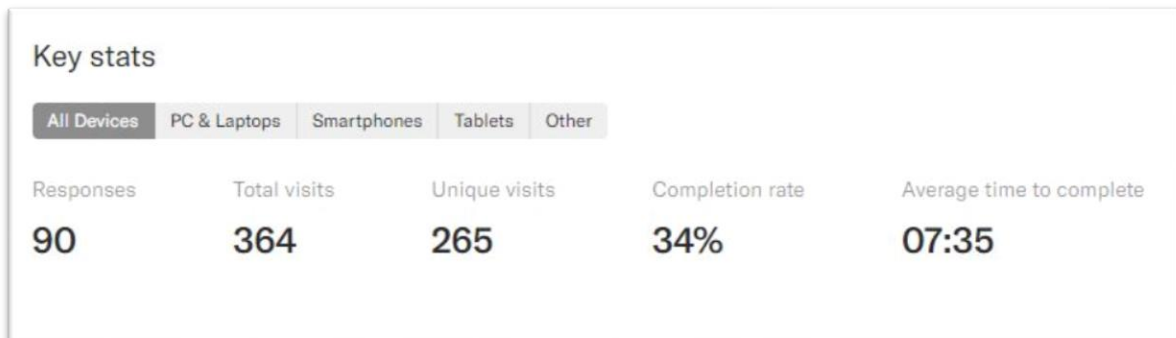 Key stats
All Devices PC & Laptops Smartphones Tablets Other
Responses Total visits Unique visits Completion rate Average time to complete
90 364 265 34% 07:35